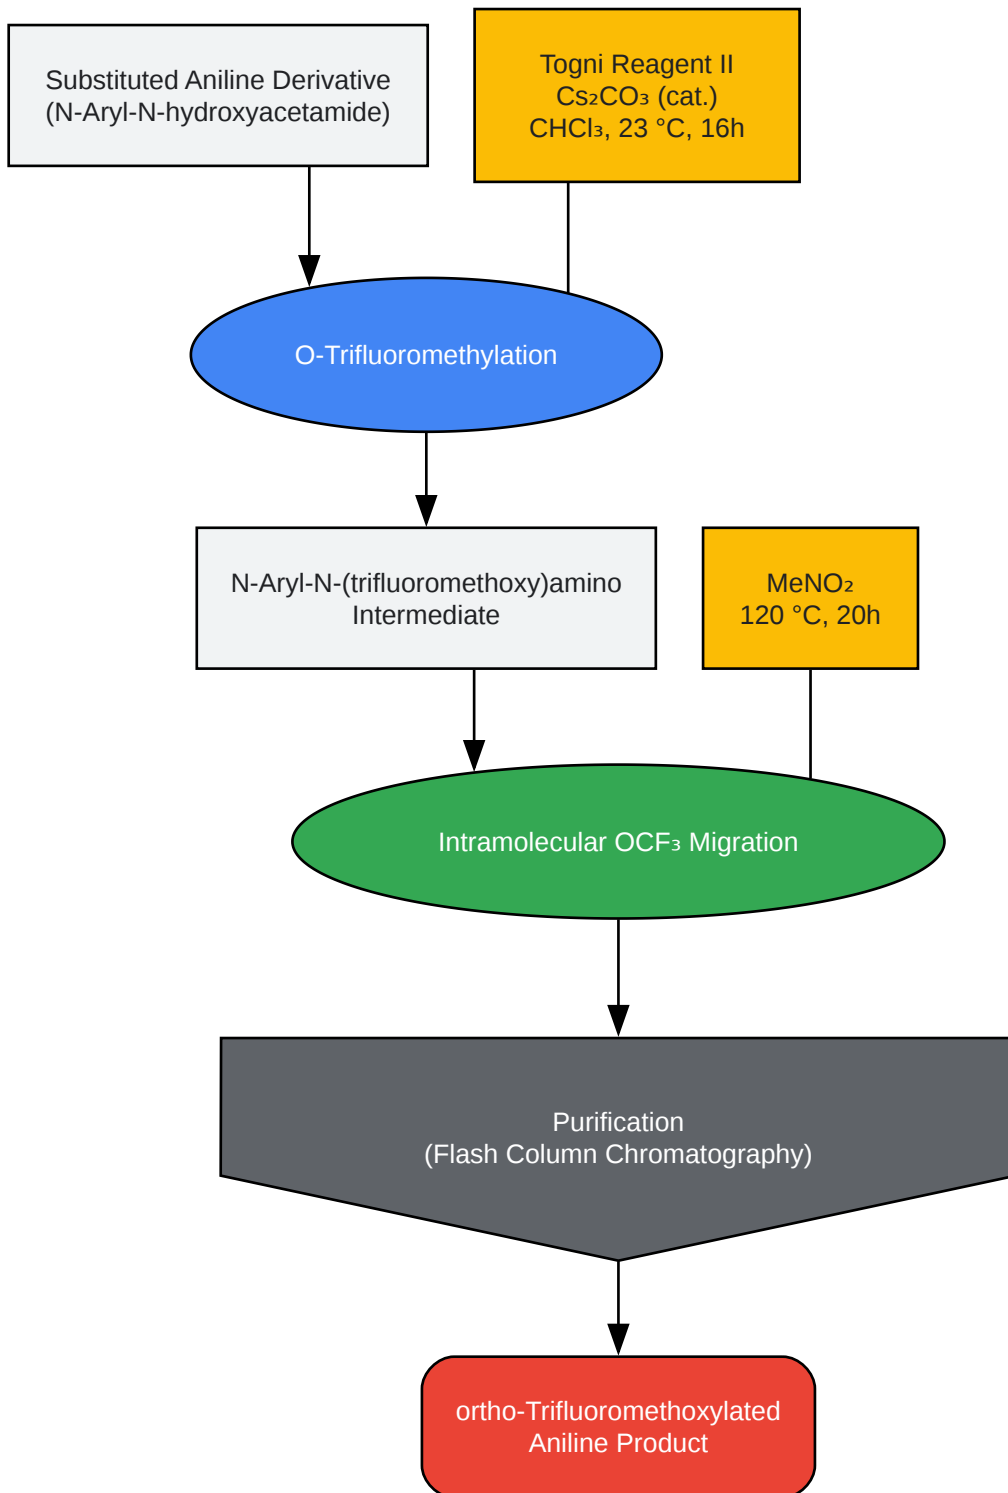 Substituted Aniline Derivative
(N-Aryl-N-hydroxyacetamide)
Togni Reagent II
Cs₂CO₃ (cat.)
CHCl₃, 23 °C, 16h
O-Trifluoromethylation
N-Aryl-N-(trifluoromethoxy)amino
Intermediate
MeNO₂
120 °C, 20h
Intramolecular OCF₃ Migration
Purification
(Flash Column Chromatography)
ortho-Trifluoromethoxylated
Aniline Product